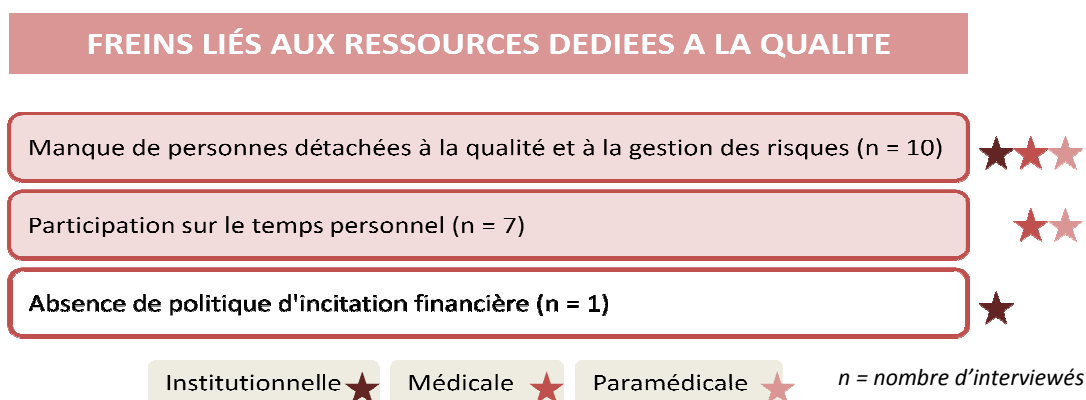 FREINS LIÉS AUX RESSOURCES DEDIEES A LA QUALITE
Manque de personnes détachées à la qualité et à la gestion des risques (n = 10)
Participation sur le temps personnel (n = 7)
Absence de politique d'incitation financière (n = 1)
Institutionnelle Médicale Paramédicale n = nombre d’interviewés